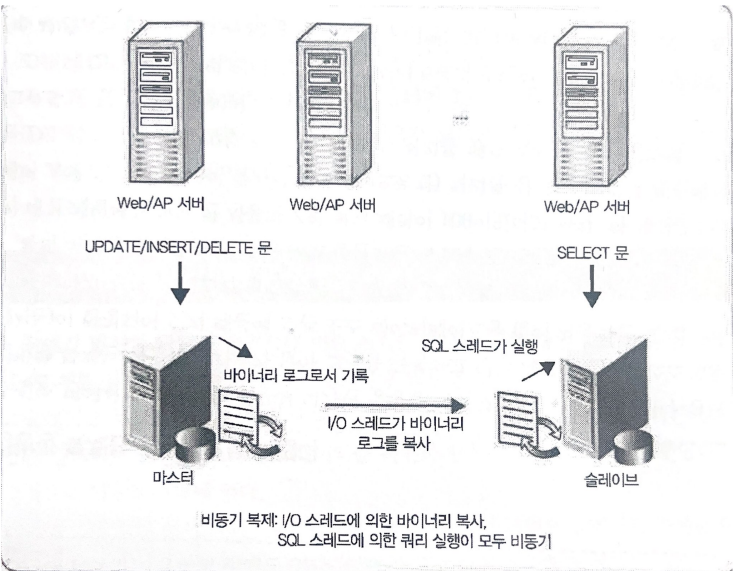 Web/AP 서버
Web/AP 서버
Web/AP 서버
UPDATE/INSERT/DELETE 문
SELECT 문
바이너리 로그로서 기록
SQL 스레드가 실행
I/O 스레드가 바이너리
로그를 복사
마스터
슬레이브
비동기 복제: I/O 스레드에 의한 바이너리 복사,
SQL 스레드에 의한 쿼리 실행이 모두 비동기